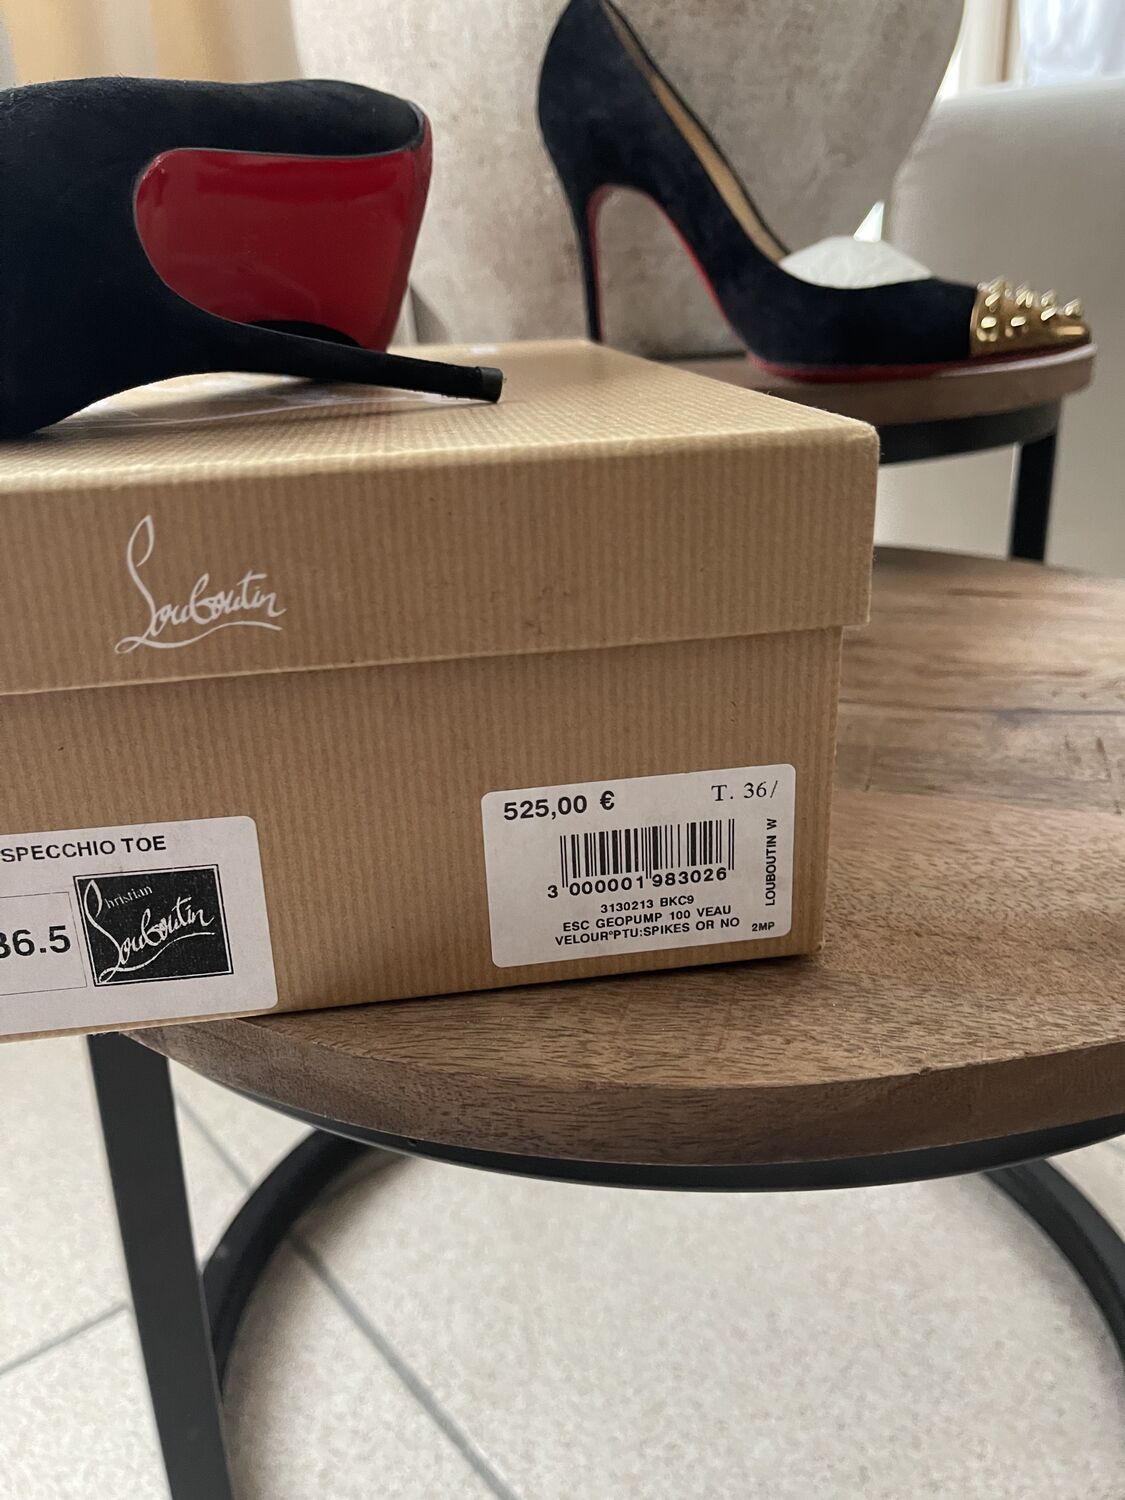 Louboutin
SPECCHIO TOE
36.5
Christian
Louboutin
525,00 €
T. 36/
3 000001 983026
LOUBOUTIN W
3130213 BKC9
ESC GEOPUMP 100 VEAU
VELOUR°PTU:SPIKES OR NO
2MP